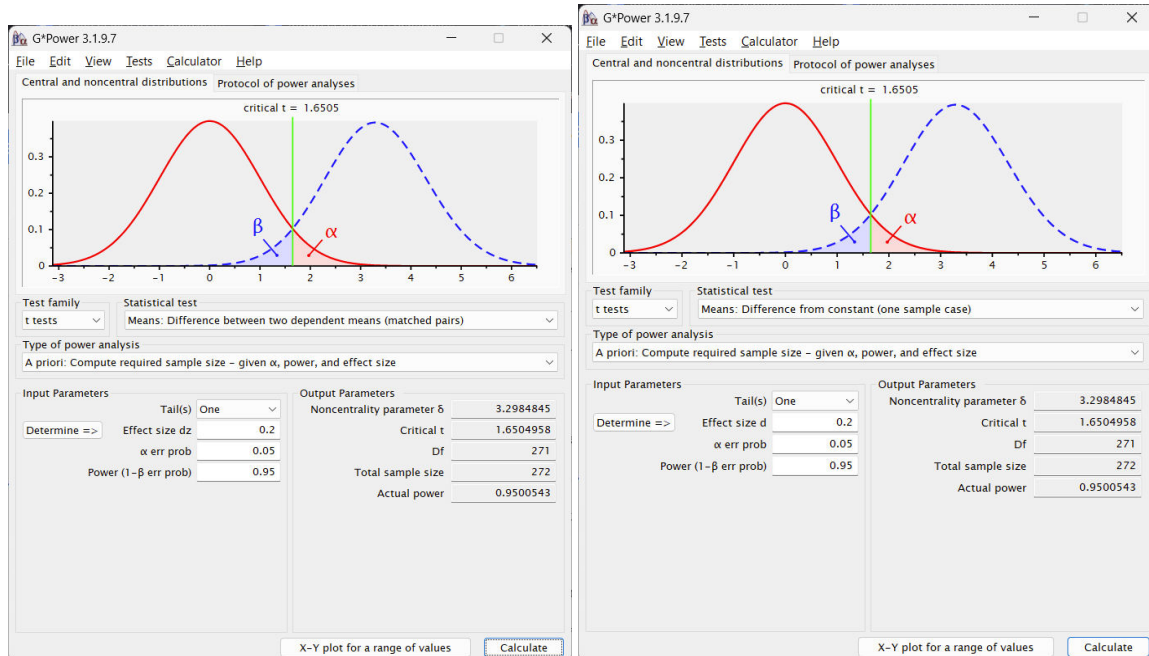 G*Power 3.1.9.7
File Edit View Tests Calculator Help
Central and noncentral distributions Protocol of power analyses
critical t = 1.6505
0.3
0.2
0.1
0
β
α
-3 -2 -1 0 1 2 3 4 5 6
Test family Statistical test
t tests Means: Difference between two dependent means (matched pairs)
Type of power analysis
A priori: Compute required sample size - given α, power, and effect size
Input Parameters Output Parameters
Tail(s) One Noncentrality parameter δ 3.2984845
Determine => Effect size dz 0.2 Critical t 1.6504958
α err prob 0.05 Df 271
Power (1-β err prob) 0.95 Total sample size 272
Actual power 0.9500543
X-Y plot for a range of values Calculate
G*Power 3.1.9.7
File Edit View Tests Calculator Help
Central and noncentral distributions Protocol of power analyses
critical t = 1.6505
0.3
0.2
0.1
0
β
α
-3 -2 -1 0 1 2 3 4 5 6
Test family Statistical test
t tests Means: Difference from constant (one sample case)
Type of power analysis
A priori: Compute required sample size - given α, power, and effect size
Input Parameters Output Parameters
Tail(s) One Noncentrality parameter δ 3.2984845
Determine => Effect size d 0.2 Critical t 1.6504958
α err prob 0.05 Df 271
Power (1-β err prob) 0.95 Total sample size 272
Actual power 0.9500543
X-Y plot for a range of values Calculate